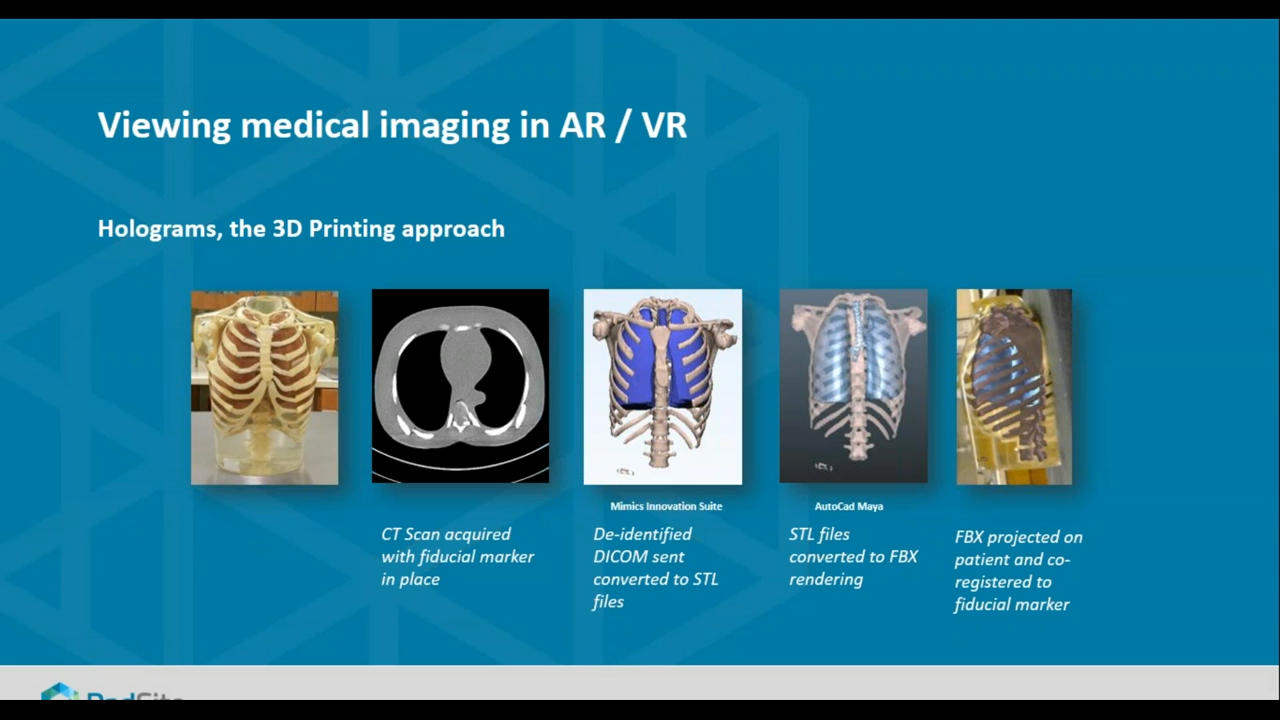 Viewing medical imaging in AR / VR
Holograms, the 3D Printing approach
Mimics Innovation Suite
AutoCad Maya
CT Scan acquired
with fiducial marker
in place
De-identified
DICOM sent
converted to STL
files
STL files
converted to FBX
rendering
FBX projected on
patient and co-
registered to
fiducial marker